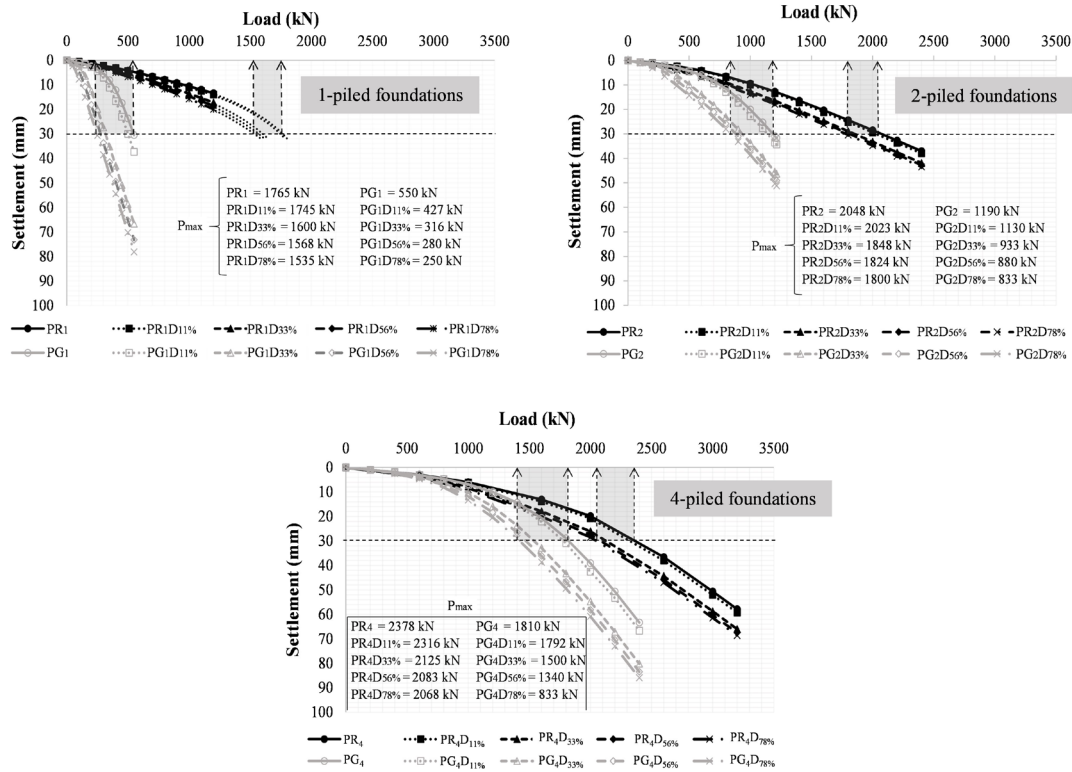 Load (kN)
0 500 1000 1500 2000 2500 3000 3500
0
10
20
30
40
50
60
70
80
90
100
Settlement (mm)
1-piled foundations
Pmax
PR1 = 1765 kN PG1 = 550 kN
PR1D11% = 1745 kN PG1D11% = 427 kN
PR1D33% = 1600 kN PG1D33% = 316 kN
PR1D56% = 1568 kN PG1D56% = 280 kN
PR1D78% = 1535 kN PG1D78% = 250 kN
PR1 PR1D11% PR1D33% PR1D56% PR1D78%
PG1 PG1D11% PG1D33% PG1D56% PG1D78%
Load (kN)
0 500 1000 1500 2000 2500 3000 3500
0
10
20
30
40
50
60
70
80
90
100
Settlement (mm)
2-piled foundations
Pmax
PR2 = 2048 kN PG2 = 1190 kN
PR2D11% = 2023 kN PG2D11% = 1130 kN
PR2D33% = 1848 kN PG2D33% = 933 kN
PR2D56% = 1824 kN PG2D56% = 880 kN
PR2D78% = 1800 kN PG2D78% = 833 kN
PR2 PR2D11% PR2D33% PR2D56% PR2D78%
PG2 PG2D11% PG2D33% PG2D56% PG2D78%
Load (kN)
0 500 1000 1500 2000 2500 3000 3500
0
10
20
30
40
50
60
70
80
90
100
Settlement (mm)
4-piled foundations
Pmax
PR4 = 2378 kN PG4 = 1810 kN
PR4D11% = 2316 kN PG4D11% = 1792 kN
PR4D33% = 2125 kN PG4D33% = 1500 kN
PR4D56% = 2083 kN PG4D56% = 1340 kN
PR4D78% = 2068 kN PG4D78% = 833 kN
PR4 PR4D11% PR4D33% PR4D56% PR4D78%
PG4 PG4D11% PG4D33% PG4D56% PG4D78%